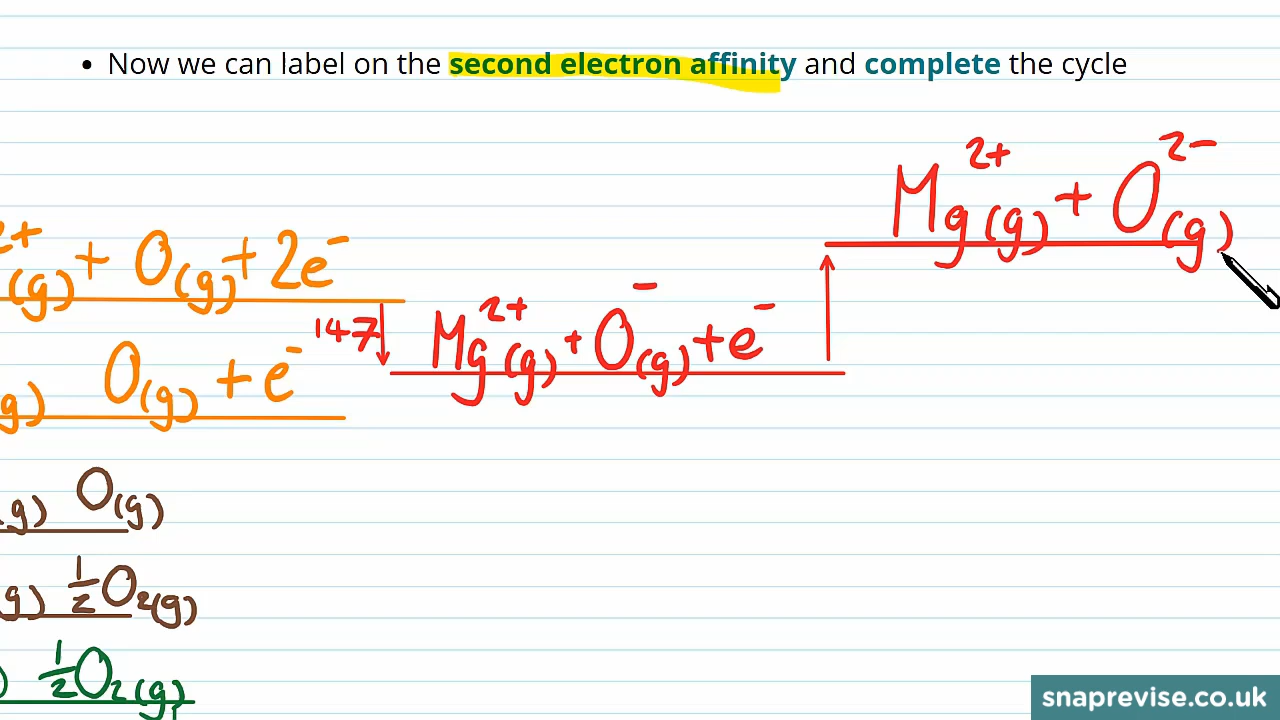 • Now we can label on the second electron affinity and complete the cycle
Mg²⁺(g) + O²⁻(g)
²⁺(g) + O(g) + 2e⁻
147
Mg²⁺(g) + O⁻(g) + e⁻
g) O(g) + e⁻
g) O(g)
g) ½O₂(g)
) ½O₂(g)
snaprevise.co.uk